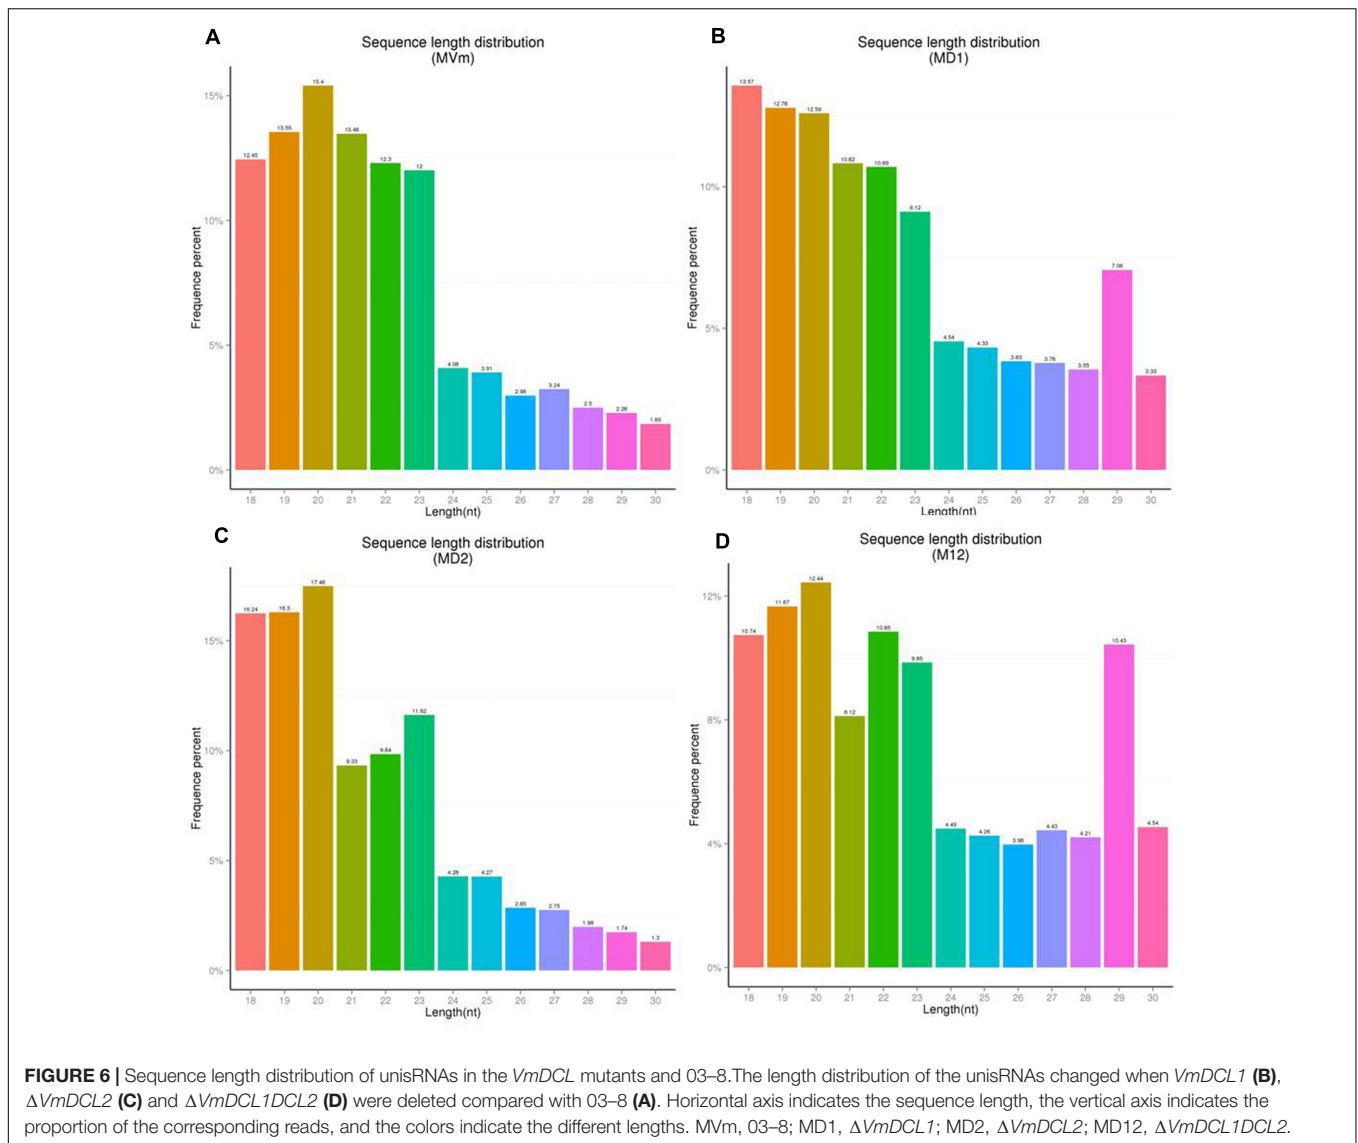 A
Sequence length distribution
(MVm)
Frequence percent
15%
10%
5%
0%
12.45
13.55
15.4
13.46
12.3
12
4.08
3.91
2.98
3.24
2.5
2.28
18 19 20 21 22 23 24 25 26 27 28 29 30
Length(nt)
B
Sequence length distribution
(MD1)
Frequence percent
10%
5%
0%
13.57
12.78
12.59
10.82
10.69
9.12
4.54
4.33
3.83
3.78
3.55
7.06
3.33
18 19 20 21 22 23 24 25 26 27 28 29 30
Length(nt)
C
Sequence length distribution
(MD2)
Frequence percent
15%
10%
5%
0%
16.24
16.3
17.48
9.33
9.84
11.62
4.28
4.27
2.85
2.75
1.98
1.74
1.3
18 19 20 21 22 23 24 25 26 27 28 29 30
Length(nt)
D
Sequence length distribution
(M12)
Frequence percent
12%
8%
4%
0%
10.74
11.67
12.44
8.12
10.85
9.85
4.49
4.26
3.98
4.43
4.21
10.43
4.54
18 19 20 21 22 23 24 25 26 27 28 29 30
Length(nt)
FIGURE 6 | Sequence length distribution of unisRNAs in the VmDCL mutants and 03–8.The length distribution of the unisRNAs changed when VmDCL1 (B),
ΔVmDCL2 (C) and ΔVmDCL1DCL2 (D) were deleted compared with 03–8 (A). Horizontal axis indicates the sequence length, the vertical axis indicates the
proportion of the corresponding reads, and the colors indicate the different lengths. MVm, 03–8; MD1, ΔVmDCL1; MD2, ΔVmDCL2; MD12, ΔVmDCL1DCL2.